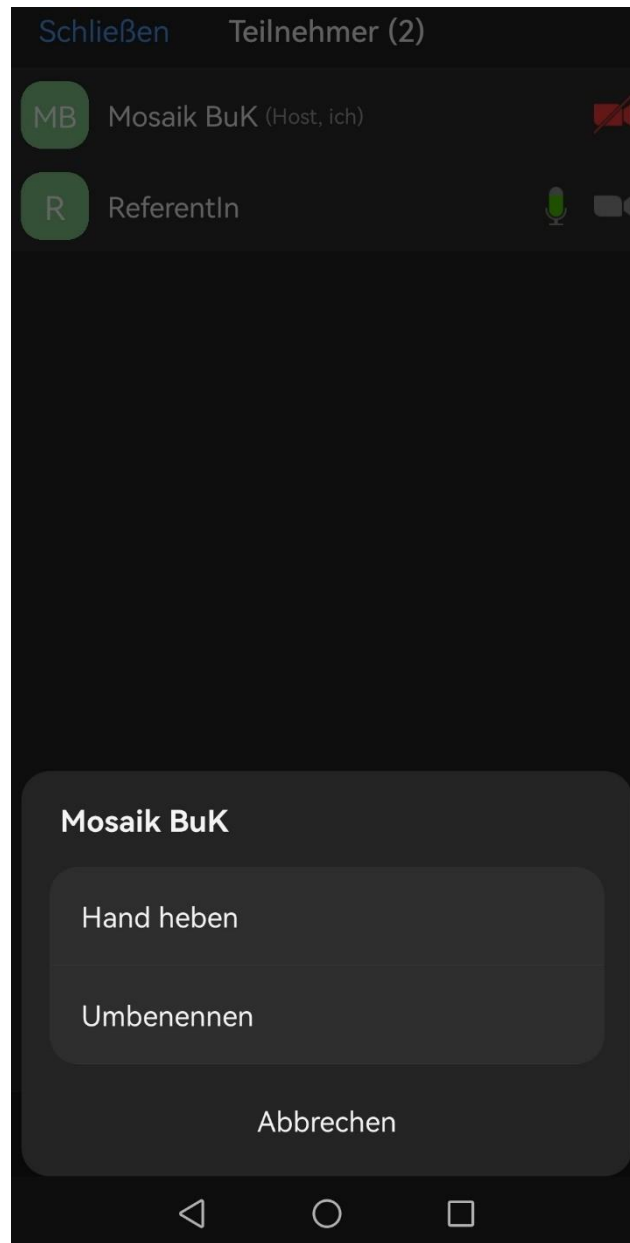 Schließen Teilnehmer (2)
MB Mosaik BuK (Host, ich)
R ReferentIn
Mosaik BuK
Hand heben
Umbenennen
Abbrechen